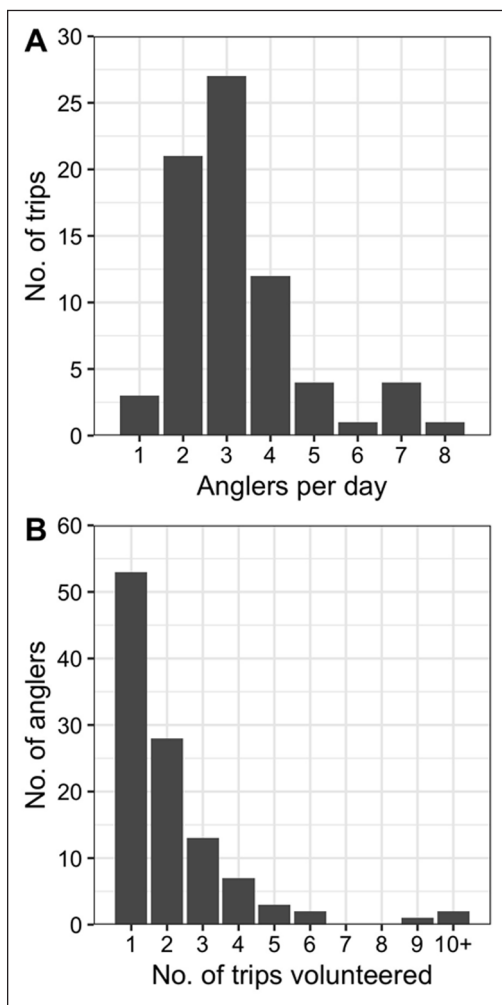 A
30
25
20
15
10
5
0
No. of trips
1 2 3 4 5 6 7 8
Anglers per day
B
60
50
40
30
20
10
0
No. of anglers
1 2 3 4 5 6 7 8 9 10+
No. of trips volunteered